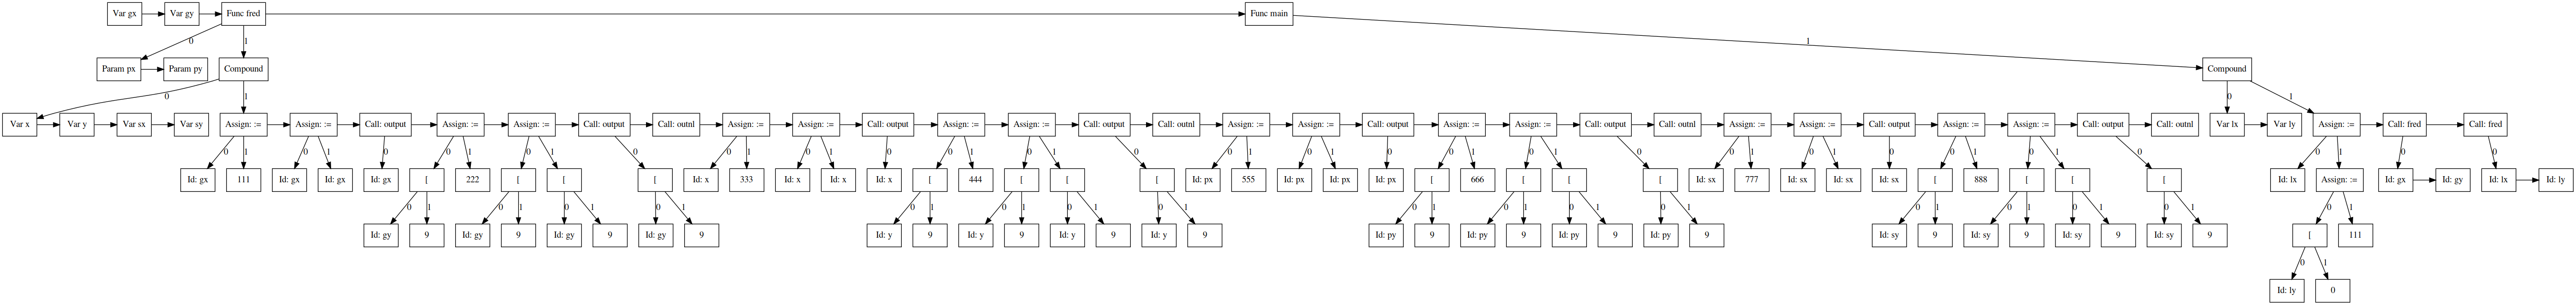 Var gx Var gy Func fred Func main
0 1 1
Param px Param py Compound Compound
0 1 0 1
Var x Var y Var sx Var sy Assign: := Assign: := Call: output Assign: := Assign: := Call: output Call: outnl Assign: := Assign: := Call: output Assign: := Assign: := Call: output Call: outnl Assign: := Assign: := Call: output Assign: := Assign: := Call: output Call: outnl Assign: := Assign: := Call: output Assign: := Assign: := Call: output Call: outnl Var lx Var ly Assign: := Call: fred Call: fred
0 1 0 1 0 0 1 0 1 0 0 1 0 1 0 0 1 0 1 0 0 1 0 1 0 0 1 0 1 0 0 1 0 1 0 0 1 0 1 0 0 1 0 0
Id: gx 111 Id: gx Id: gx Id: gx [ 222 [ [ [ Id: x 333 Id: x Id: x Id: x [ 444 [ [ [ Id: px 555 Id: px Id: px Id: px [ 666 [ [ [ Id: sx 777 Id: sx Id: sx Id: sx [ 888 [ [ [ Id: lx Assign: := Id: gx Id: gy Id: lx Id: ly
0 1 0 1 0 1 0 1 0 1 0 1 0 1 0 1 0 1 0 1 0 1 0 1 0 1 0 1 0 1 0 1 0 1
Id: gy 9 Id: gy 9 Id: gy 9 Id: gy 9 Id: y 9 Id: y 9 Id: y 9 Id: y 9 Id: py 9 Id: py 9 Id: py 9 Id: py 9 Id: sy 9 Id: sy 9 Id: sy 9 Id: sy 9 [ 111
0 1
Id: ly 0